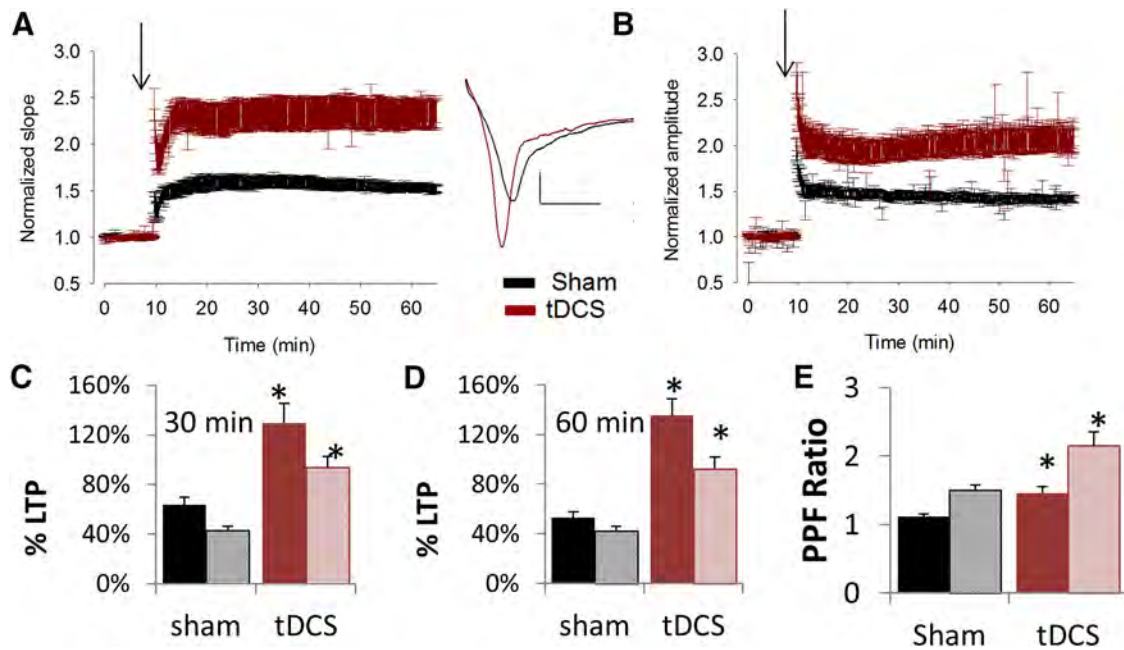 A
3.0
2.5
2.0
1.5
1.0
0.5
Normalized slope
0 10 20 30 40 50 60
Time (min)
Sham
tDCS
B
3.0
2.5
2.0
1.5
1.0
0.5
Normalized amplitude
0 10 20 30 40 50 60
Time (min)
C
160%
120%
80%
40%
0%
% LTP
30 min
* *
sham tDCS
D
160%
120%
80%
40%
0%
% LTP
60 min
* *
sham tDCS
E
3
2
1
0
PPF Ratio
* *
Sham tDCS